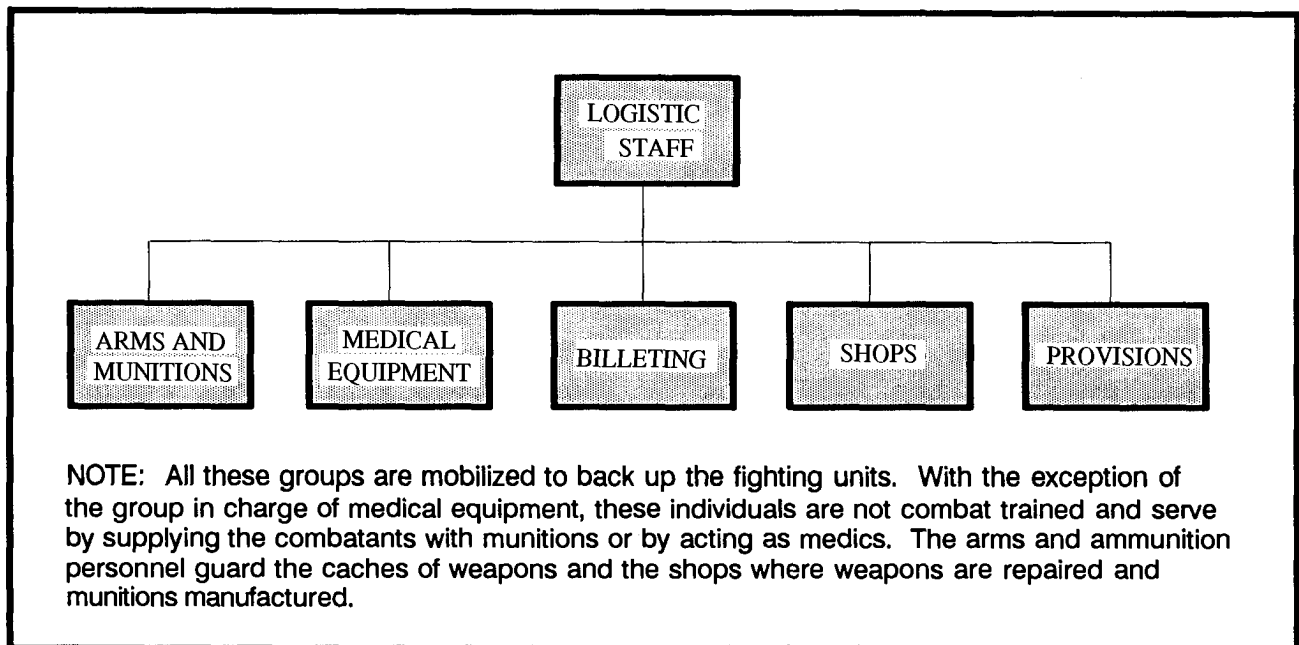 LOGISTIC
STAFF
ARMS AND
MUNITIONS
MEDICAL
EQUIPMENT
BILLETING
SHOPS
PROVISIONS
NOTE: All these groups are mobilized to back up the fighting units. With the exception of
the group in charge of medical equipment, these individuals are not combat trained and serve
by supplying the combatants with munitions or by acting as medics. The arms and ammunition
personnel guard the caches of weapons and the shops where weapons are repaired and
munitions manufactured.